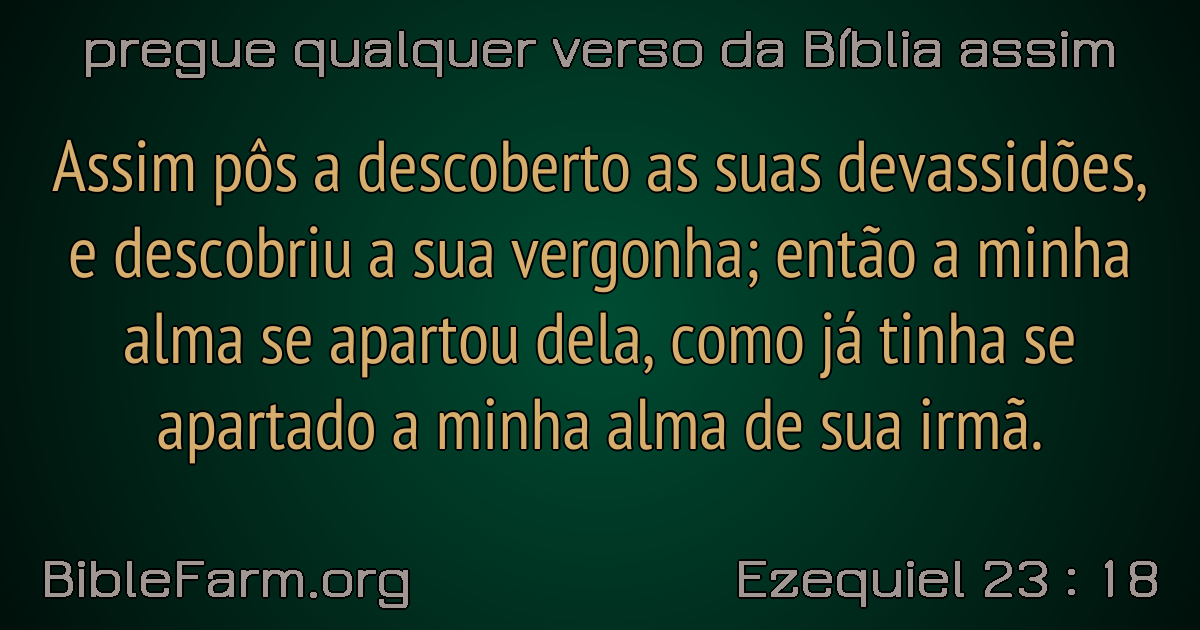 pregue qualquer verso da Bíblia assim
Assim pôs a descoberto as suas devassidões,
e descobriu a sua vergonha; então a minha
alma se apartou dela, como já tinha se
apartado a minha alma de sua irmã.
BibleFarm.org
Ezequiel 23 : 18